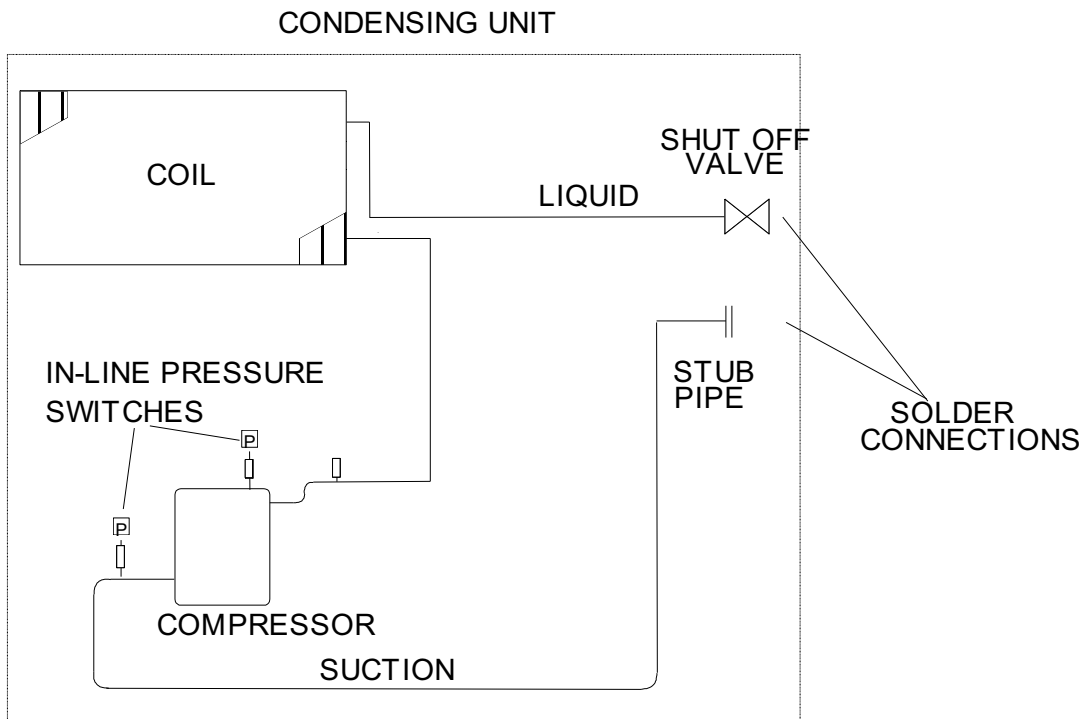 CONDENSING UNIT
COIL
SHUT OFF
VALVE
LIQUID
IN-LINE PRESSURE
SWITCHES
STUB
PIPE
SOLDER
CONNECTIONS
P
P
COMPRESSOR
SUCTION